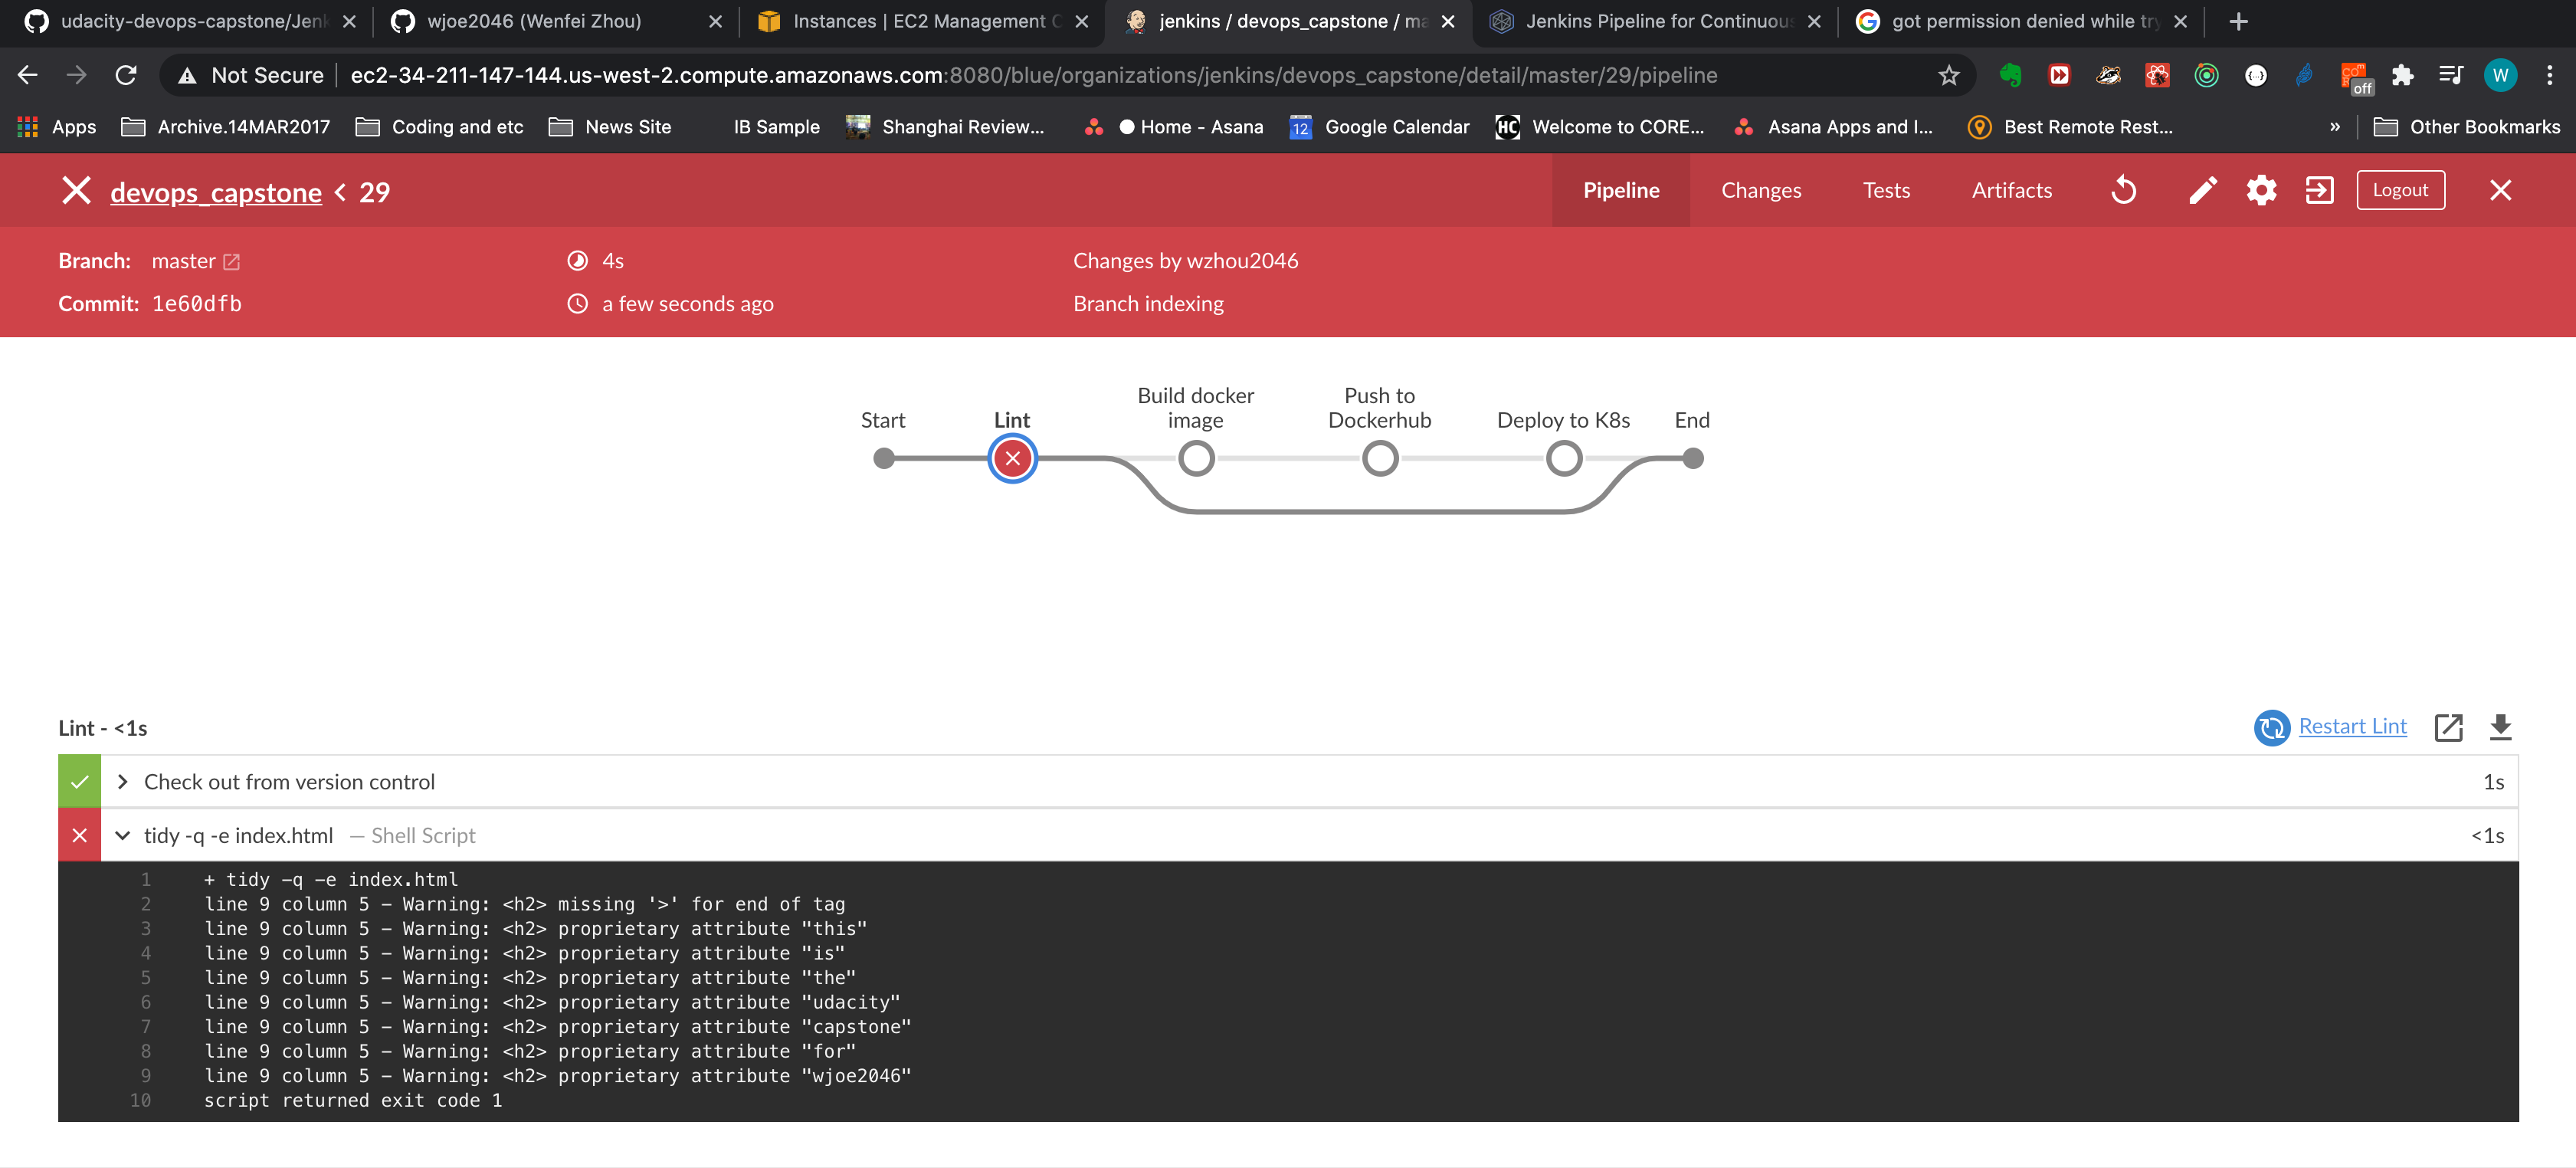 udacity-devops-capstone/Jenk
wjoe2046 (Wenfei Zhou)
Instances | EC2 Management C
jenkins / devops_capstone / ma
Jenkins Pipeline for Continuous
got permission denied while try
Not Secure
ec2-34-211-147-144.us-west-2.compute.amazonaws.com:8080/blue/organizations/jenkins/devops_capstone/detail/master/29/pipeline
off
W
Apps
Archive.14MAR2017
Coding and etc
News Site
IB Sample
Shanghai Review...
Home - Asana
12
Google Calendar
HC
Welcome to CORE...
Asana Apps and I...
Best Remote Rest...
»
Other Bookmarks
devops_capstone < 29
Pipeline
Changes
Tests
Artifacts
Logout
Branch: master
4s
Changes by wzhou2046
Commit: 1e60dfb
a few seconds ago
Branch indexing
Start
Lint
Build docker
image
Push to
Dockerhub
Deploy to K8s
End
Lint - <1s
Restart Lint
Check out from version control
1s
tidy -q -e index.html — Shell Script
<1s
1 + tidy -q -e index.html
2 line 9 column 5 - Warning: <h2> missing '>' for end of tag
3 line 9 column 5 - Warning: <h2> proprietary attribute "this"
4 line 9 column 5 - Warning: <h2> proprietary attribute "is"
5 line 9 column 5 - Warning: <h2> proprietary attribute "the"
6 line 9 column 5 - Warning: <h2> proprietary attribute "udacity"
7 line 9 column 5 - Warning: <h2> proprietary attribute "capstone"
8 line 9 column 5 - Warning: <h2> proprietary attribute "for"
9 line 9 column 5 - Warning: <h2> proprietary attribute "wjoe2046"
10 script returned exit code 1